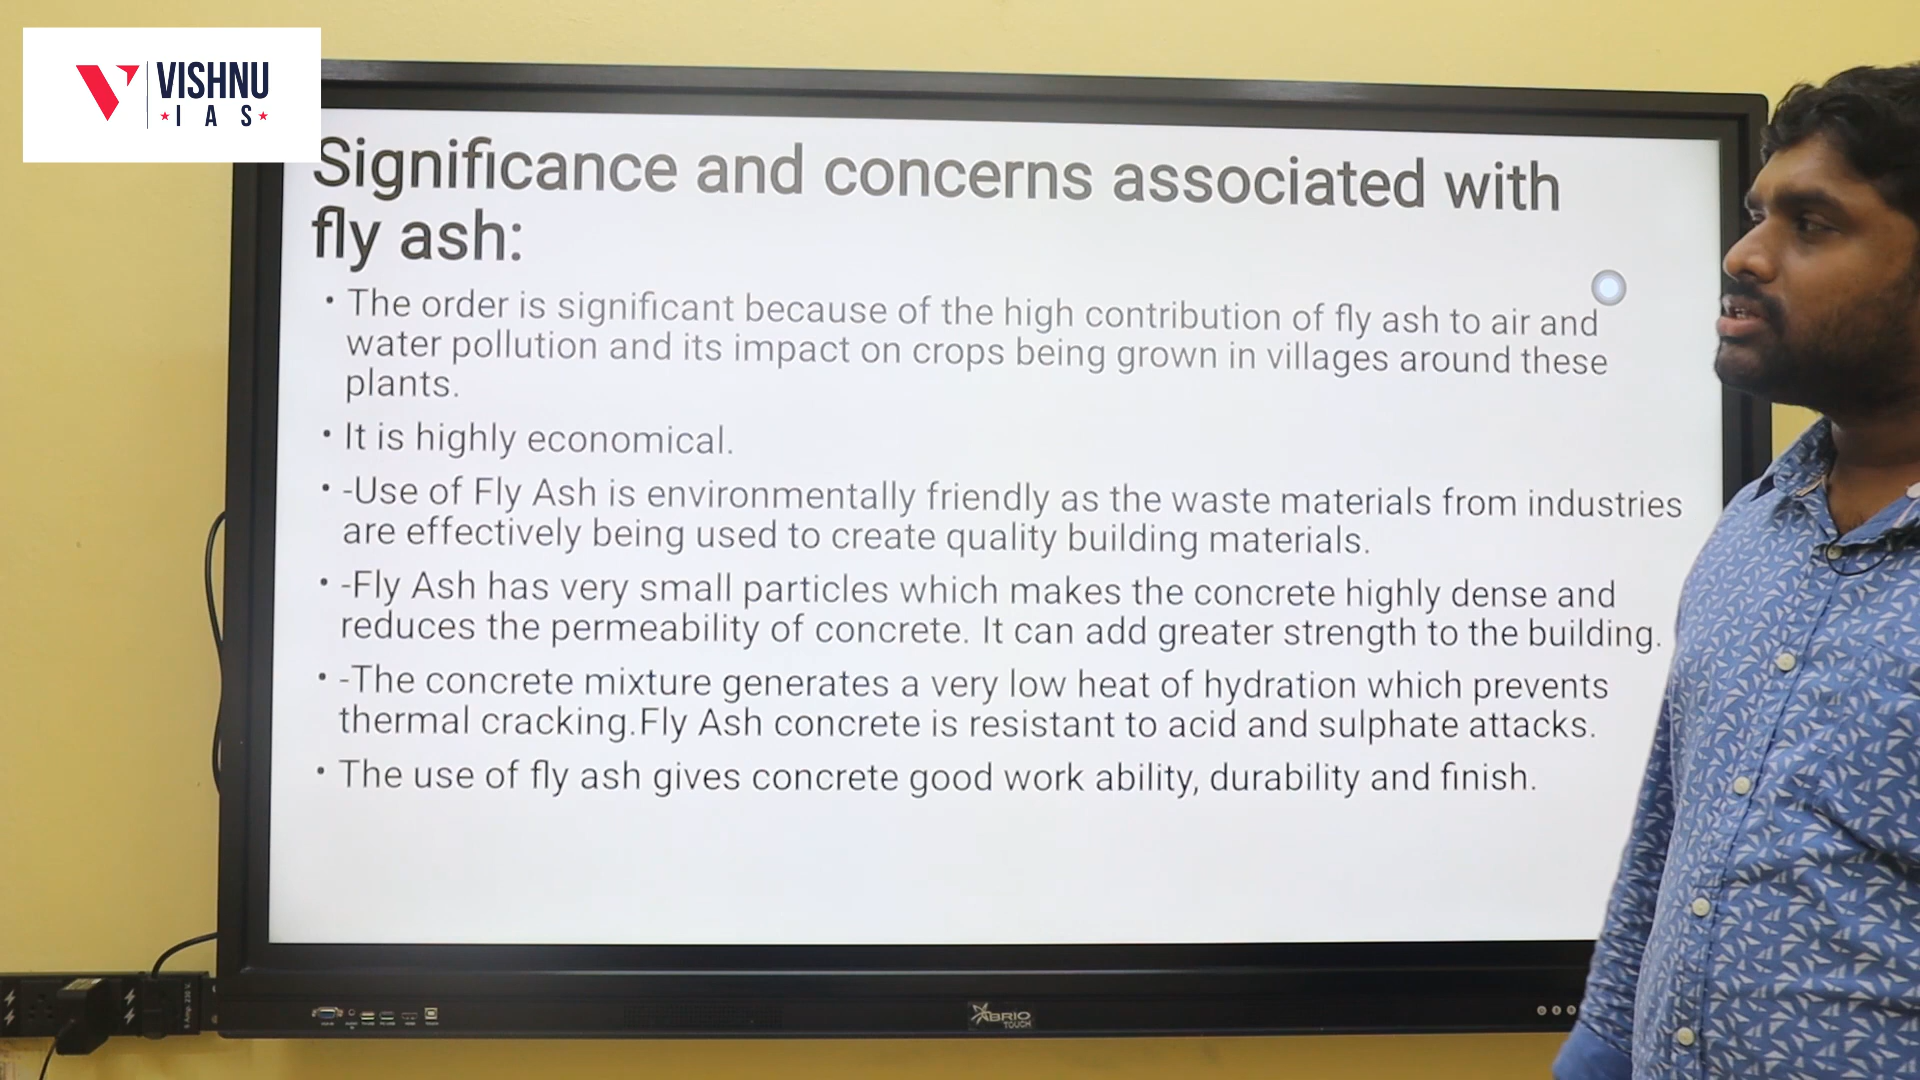 VISHNU
IAS
Significance and concerns associated with
fly ash:
• The order is significant because of the high contribution of fly ash to air and
water pollution and its impact on crops being grown in villages around these
plants.
• It is highly economical.
• -Use of Fly Ash is environmentally friendly as the waste materials from industries
are effectively being used to create quality building materials.
• -Fly Ash has very small particles which makes the concrete highly dense and
reduces the permeability of concrete. It can add greater strength to the building.
• -The concrete mixture generates a very low heat of hydration which prevents
thermal cracking.Fly Ash concrete is resistant to acid and sulphate attacks.
• The use of fly ash gives concrete good work ability, durability and finish.
ABRIO
TOUCH